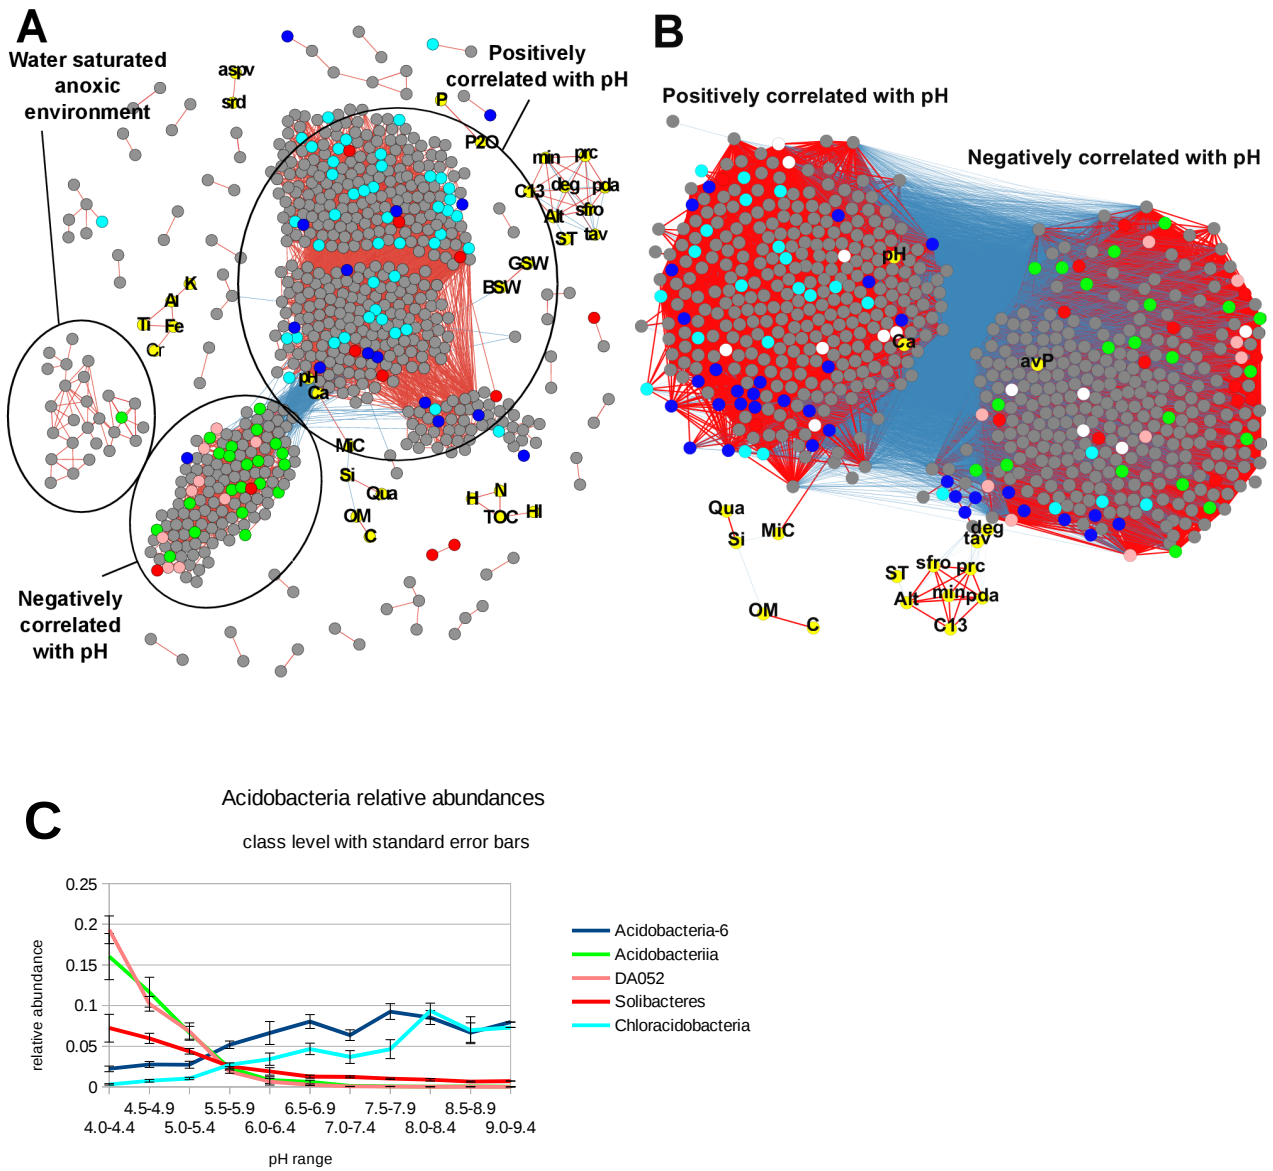 A
Water saturated
anoxic
environment
aspv
srd
Positively
correlated with pH
P
P2O
min
prc
C13
deg
pda
sfro
Alt
ST
tav
GSW
BSW
K
Al
Ti
Fe
Cr
pH
Ca
MiC
Si
Qua
OM
C
H
N
TOC
HI
Negatively
correlated
with pH
B
Positively correlated with pH
Negatively correlated with pH
pH
Ca
avP
Qua
Si
MiC
deg
tav
ST
sfro
prc
Alt
min
pda
C13
OM
C
C
Acidobacteria relative abundances
class level with standard error bars
relative abundance
0.25
0.2
0.15
0.1
0.05
0
4.5-4.9
5.5-5.9
6.5-6.9
7.5-7.9
8.5-8.9
4.0-4.4
5.0-5.4
6.0-6.4
7.0-7.4
8.0-8.4
9.0-9.4
pH range
Acidobacteria-6
Acidobacteriia
DA052
Solibacteres
Chloracidobacteria